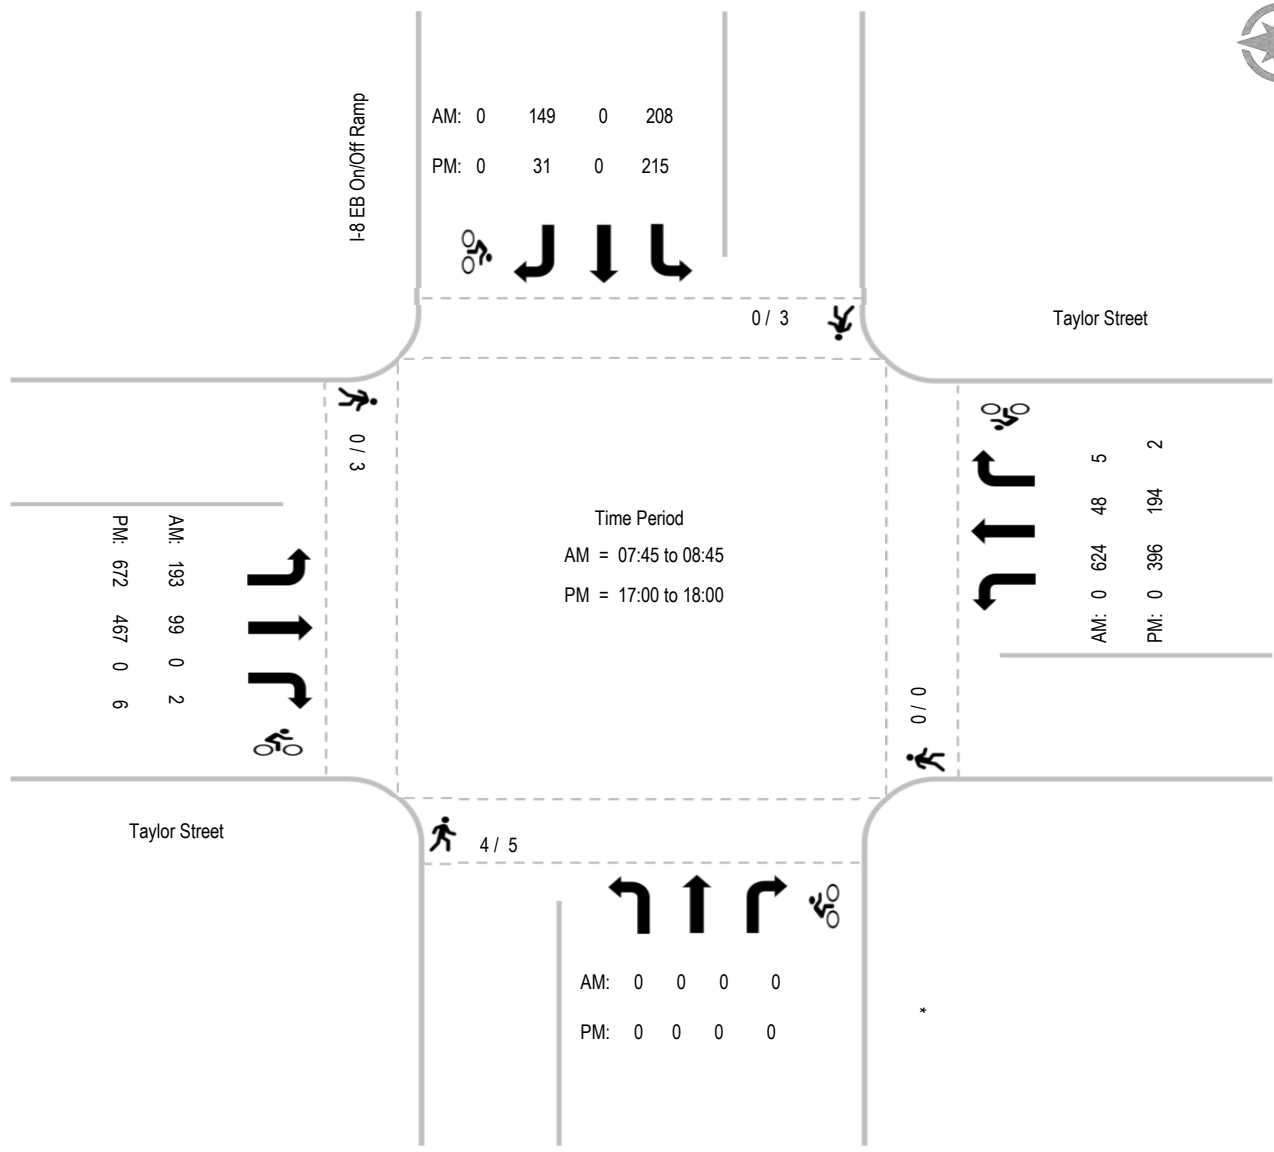 I-8 EB On/Off Ramp
AM: 0 149 0 208
PM: 0 31 0 215
0 / 3
Taylor Street
0 / 3
AM: 193 99 0 2
PM: 672 467 0 6
Time Period
AM = 07:45 to 08:45
PM = 17:00 to 18:00
AM: 0 624 48 5
PM: 0 396 194 2
0 / 0
Taylor Street
4 / 5
AM: 0 0 0 0
PM: 0 0 0 0
*